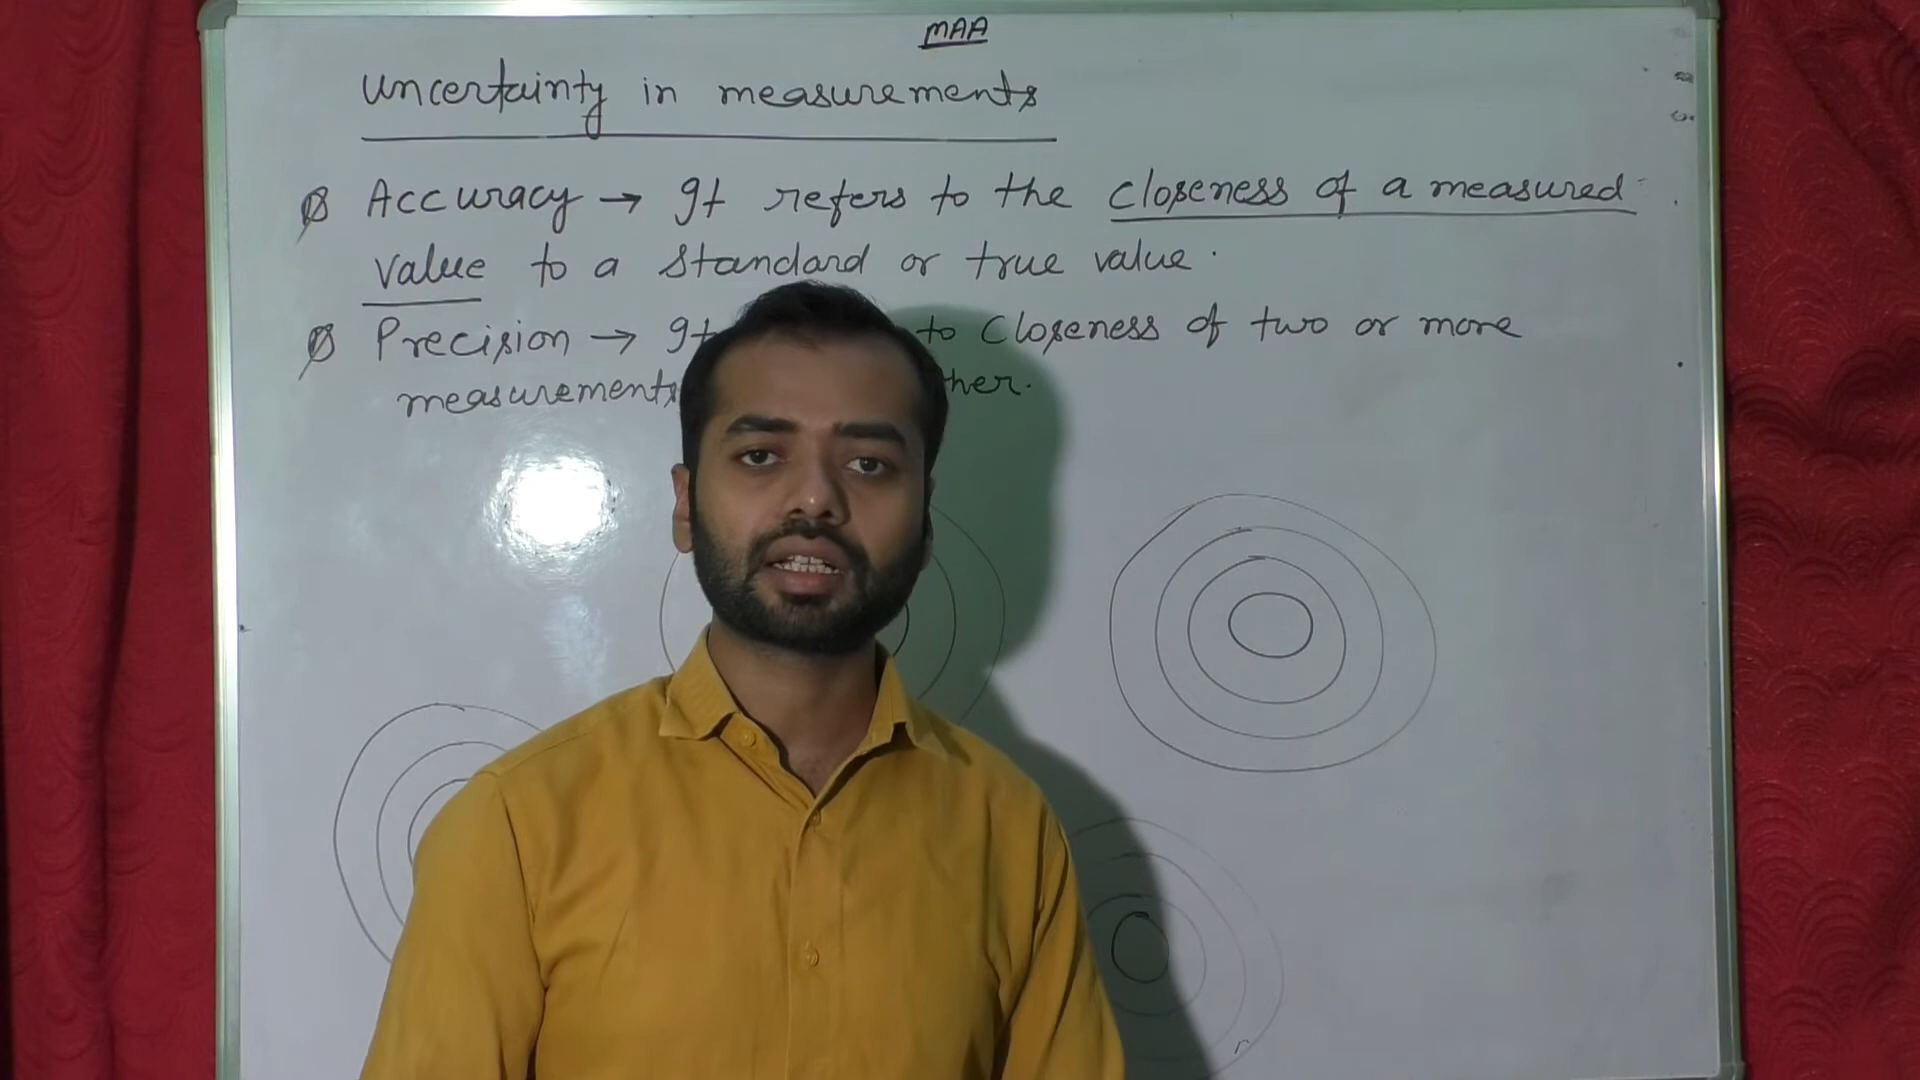 MAA
Uncertainty in measurements
Accuracy → It refers to the closeness of a measured
value to a standard or true value.
Precision → It to closeness of two or more
measurements ther.